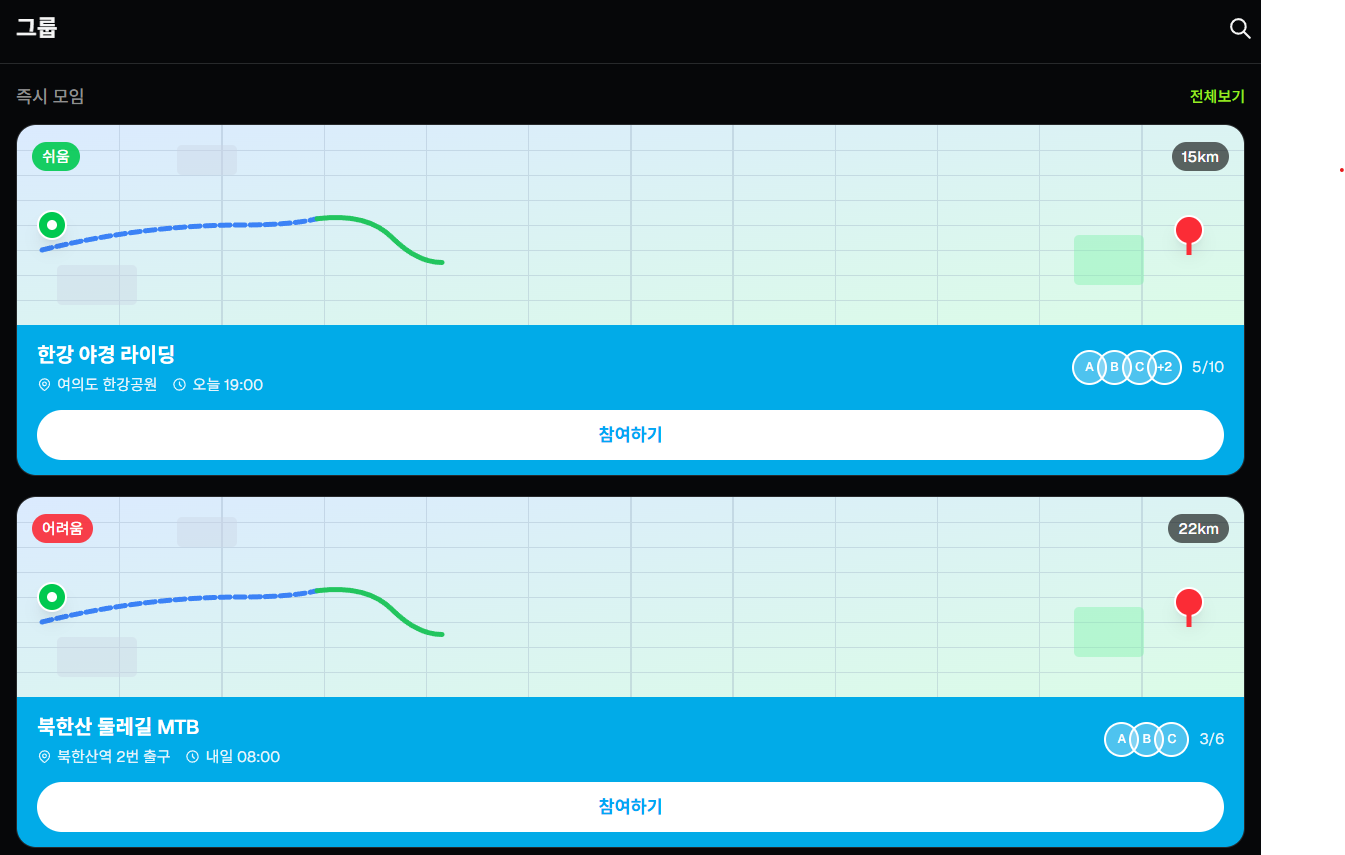 그룹
즉시 모임 전체보기
쉬움 15km
한강 야경 라이딩
여의도 한강공원 오늘 19:00
A B C +2 5/10
참여하기
어려움 22km
북한산 둘레길 MTB
북한산역 2번 출구 내일 08:00
A B C 3/6
참여하기